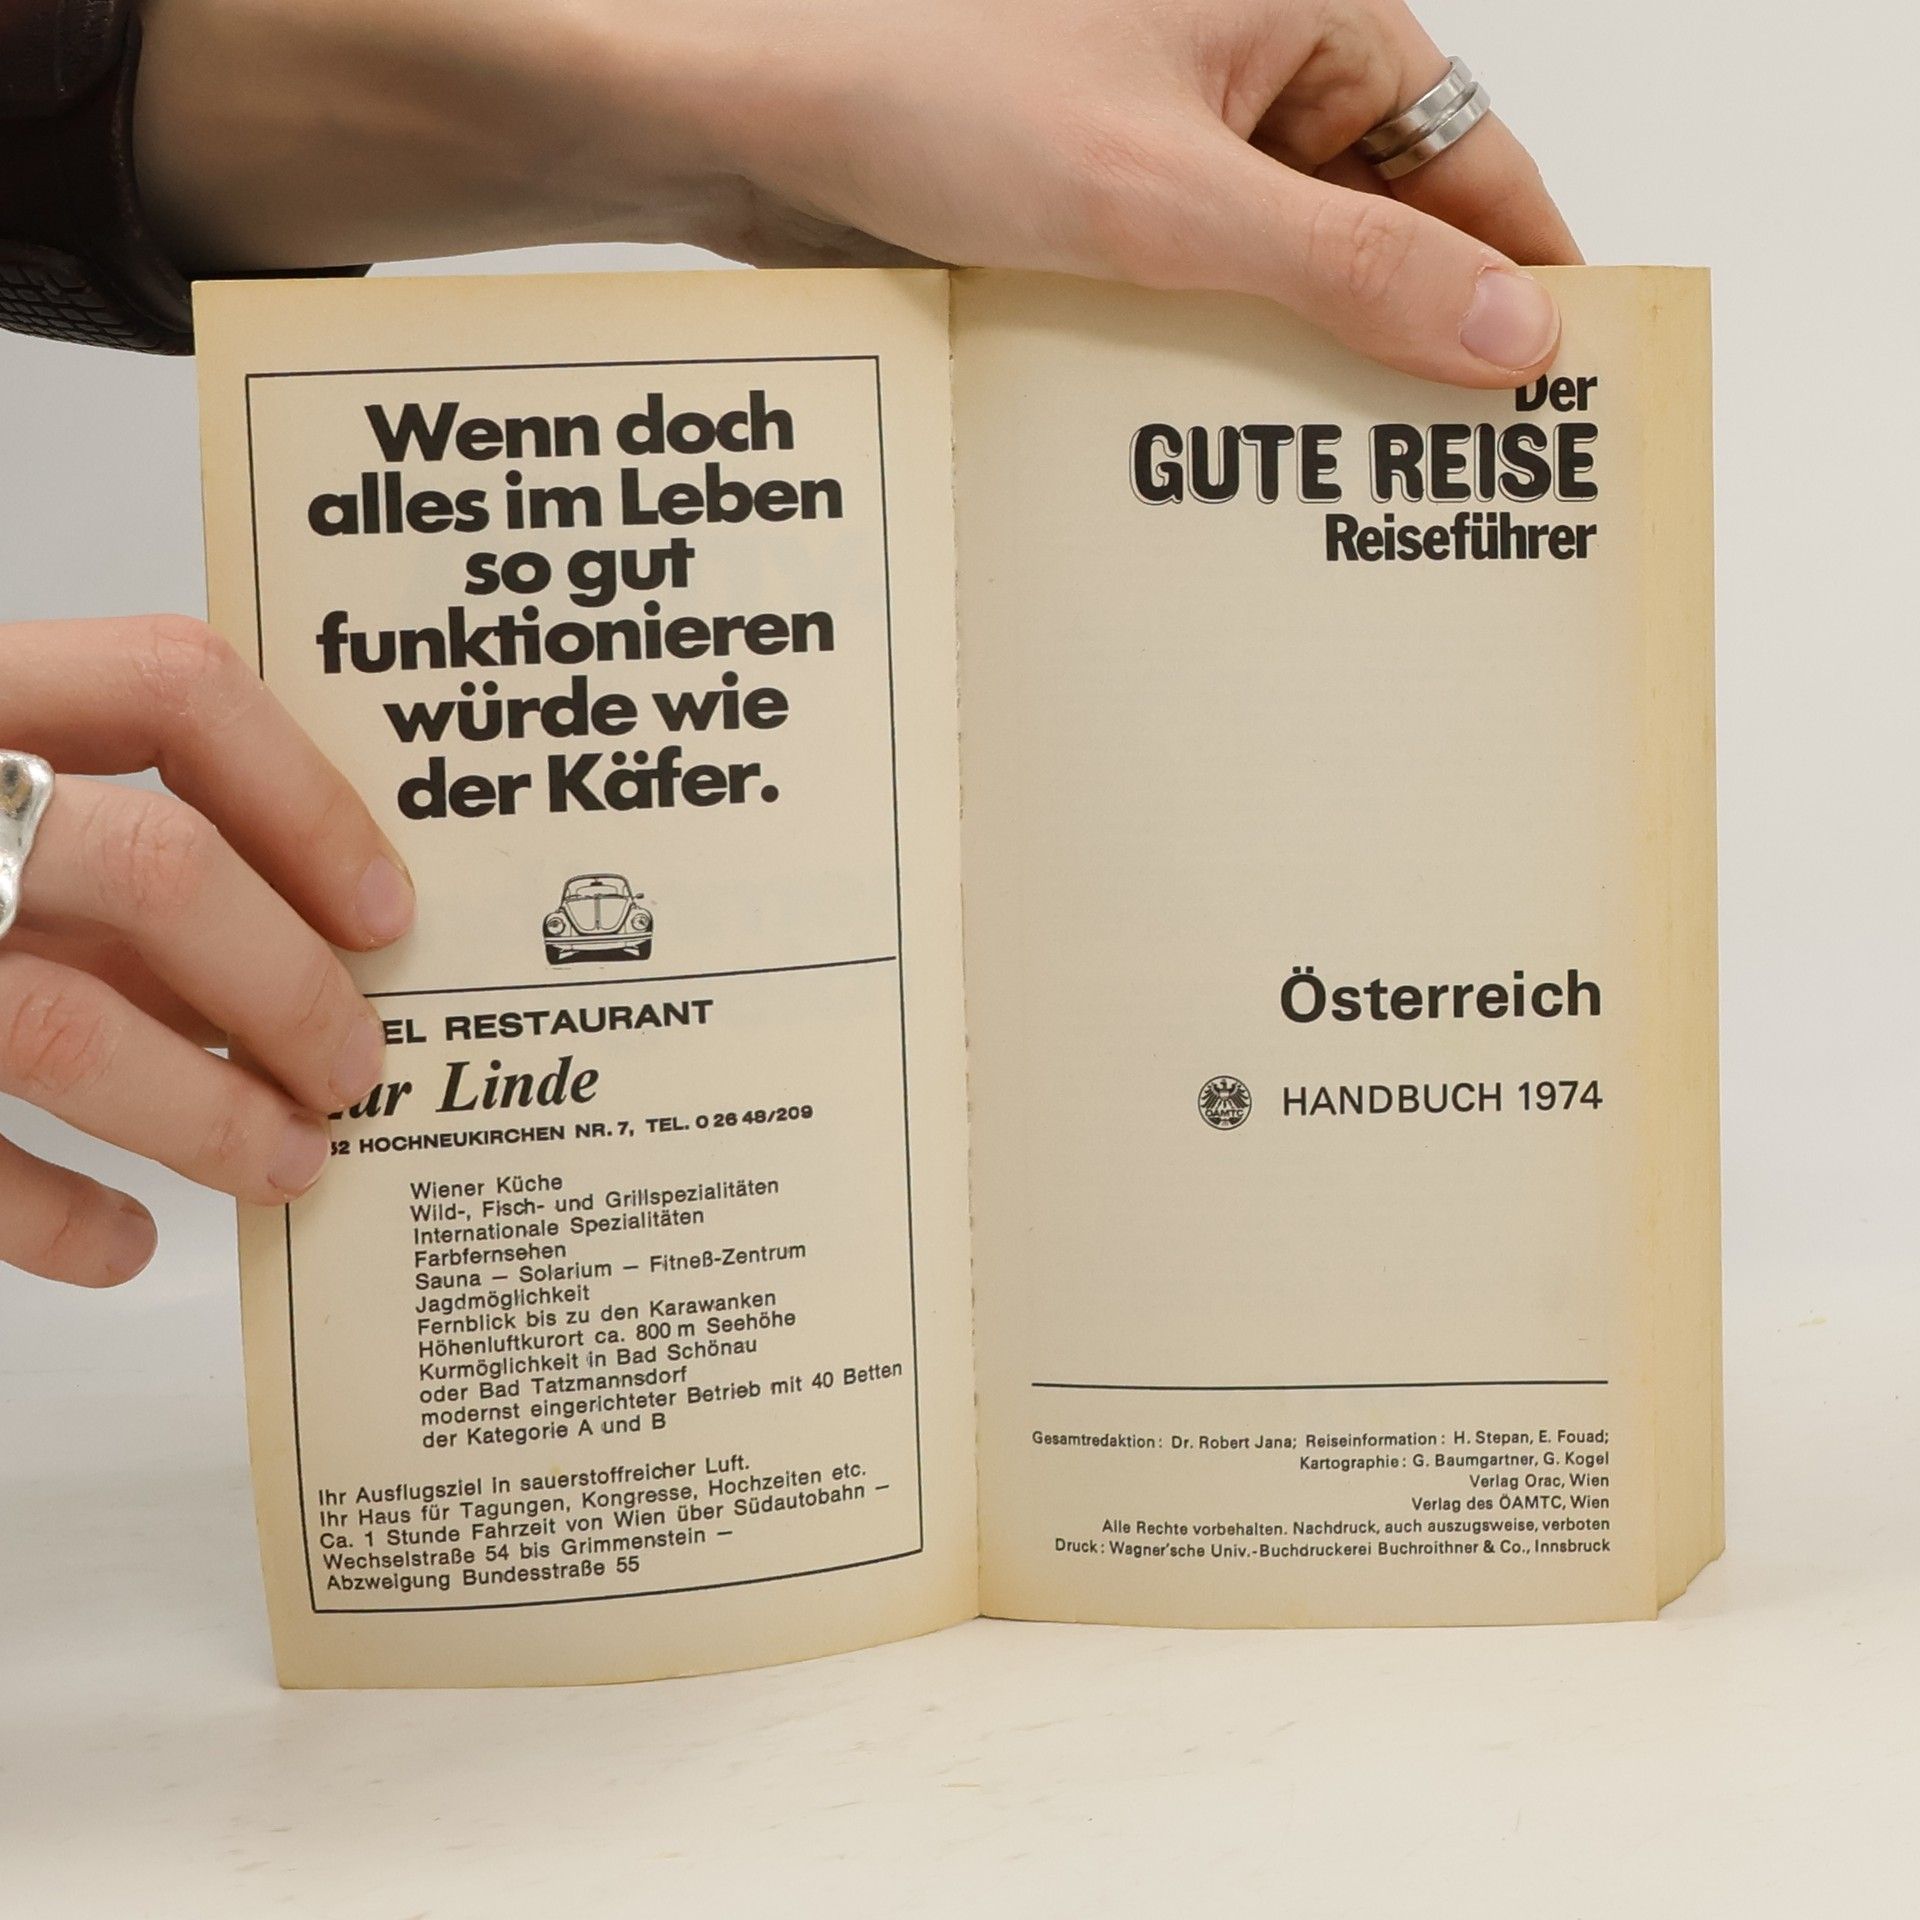 Wenn doch
alles im Leben
so gut
funktionieren
würde wie
der Käfer.
RESTAURANT
Linde
HOCHNEUKIRCHEN NR. 7, TEL. 0 26 48/209
Wiener Küche
Wild-, Fisch- und Grillspezialitäten
Internationale Spezialitäten
Farbfernsehen
Sauna — Solarium — Fitneß-Zentrum
Jagdmöglichkeit
Fernblick bis zu den Karawanken
Höhenluftkurort ca. 800 m Seehöhe
Kurmöglichkeit in Bad Schönau
oder Bad Tatzmannsdorf
modernst eingerichteter Betrieb mit 40 Betten
der Kategorie A und B
Ihr Ausflugsziel in sauerstoffreicher Luft.
Ihr Haus für Tagungen, Kongresse, Hochzeiten etc.
Ca. 1 Stunde Fahrzeit von Wien über Südautobahn —
Wechselstraße 54 bis Grimmenstein —
Abzweigung Bundesstraße 55
Der
GUTE REISE
Reiseführer
Österreich
ÖAMTC HANDBUCH 1974
Gesamtredaktion: Dr. Robert Jana; Reiseinformation: H. Stepan, E. Fouad;
Kartographie: G. Baumgartner, G. Kogel
Verlag Orac, Wien
Verlag des ÖAMTC, Wien
Alle Rechte vorbehalten. Nachdruck, auch auszugsweise, verboten
Druck: Wagner'sche Univ.-Buchdruckerei Buchroithner & Co., Innsbruck